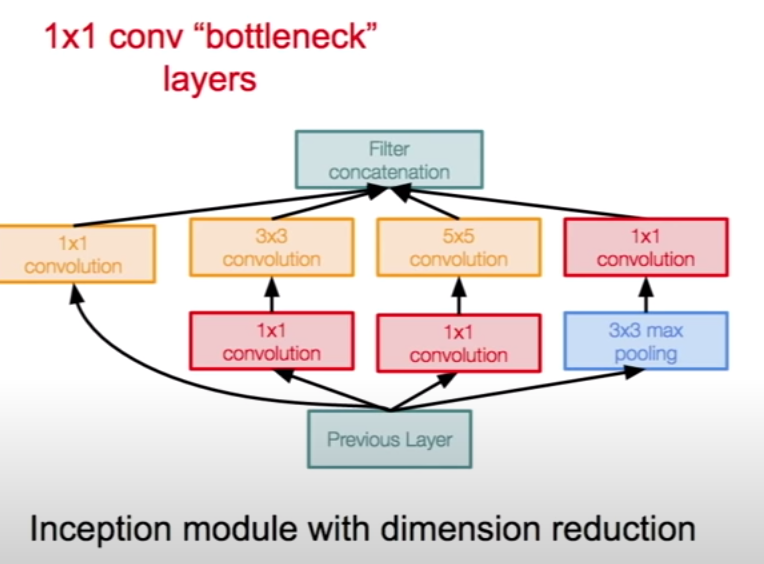 1x1 conv “bottleneck”
layers
Filter
concatenation
1x1
convolution
3x3
convolution
5x5
convolution
1x1
convolution
1x1
convolution
1x1
convolution
3x3 max
pooling
Previous Layer
Inception module with dimension reduction